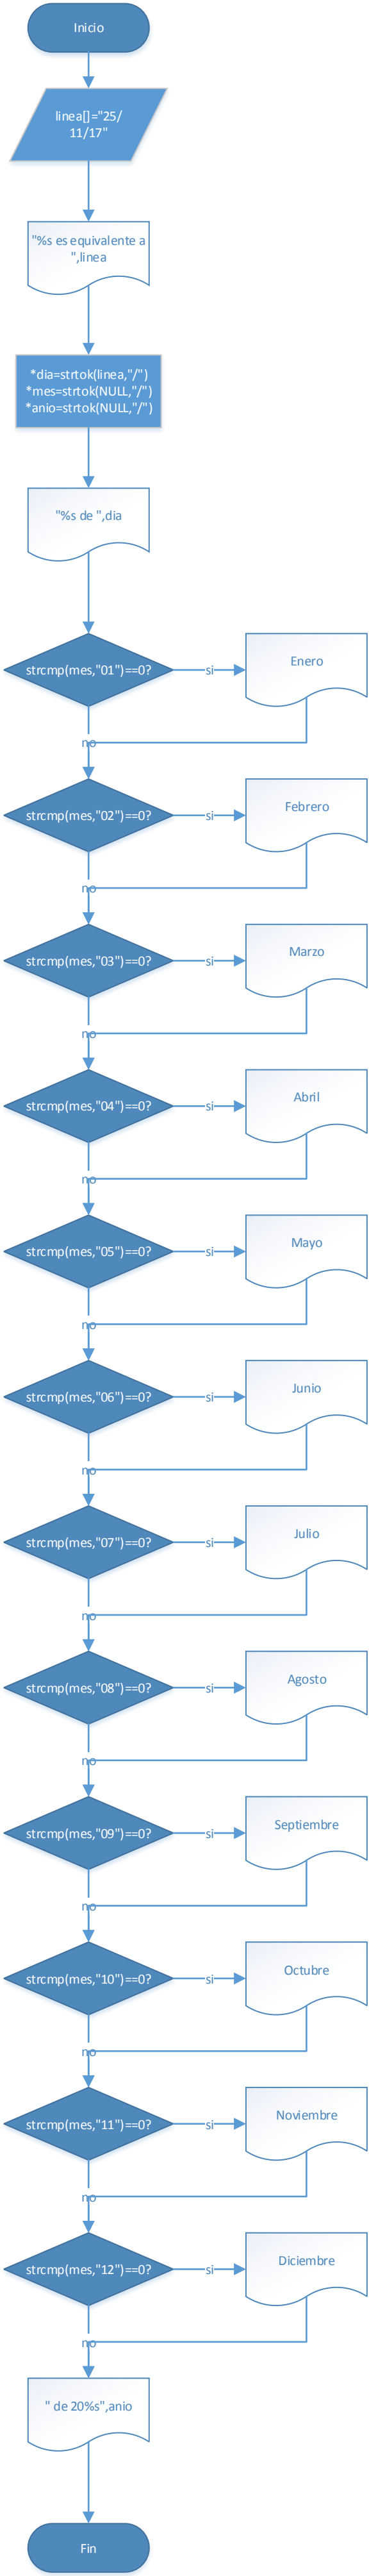 Inicio
linea[]="25/
11/17"
"%s es equivalente a
",linea
*dia=strtok(linea,"/")
*mes=strtok(NULL,"/")
*anio=strtok(NULL,"/")
"%s de ",dia
strcmp(mes,"01")==0?
si
Enero
no
strcmp(mes,"02")==0?
si
Febrero
no
strcmp(mes,"03")==0?
si
Marzo
no
strcmp(mes,"04")==0?
si
Abril
no
strcmp(mes,"05")==0?
si
Mayo
no
strcmp(mes,"06")==0?
si
Junio
no
strcmp(mes,"07")==0?
si
Julio
no
strcmp(mes,"08")==0?
si
Agosto
no
strcmp(mes,"09")==0?
si
Septiembre
no
strcmp(mes,"10")==0?
si
Octubre
no
strcmp(mes,"11")==0?
si
Noviembre
no
strcmp(mes,"12")==0?
si
Diciembre
no
" de 20%s",anio
Fin